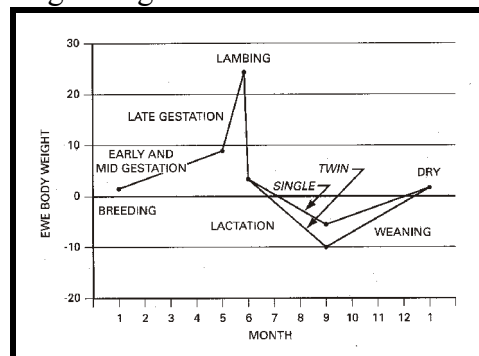 30
LAMBING
20
LATE GESTATION
10
EARLY AND
MID GESTATION
TWIN
SINGLE
DRY
0
BREEDING
LACTATION
WEANING
-10
-20
EWE BODY WEIGHT
1 2 3 4 5 6 7 8 9 10 11 12 1
MONTH